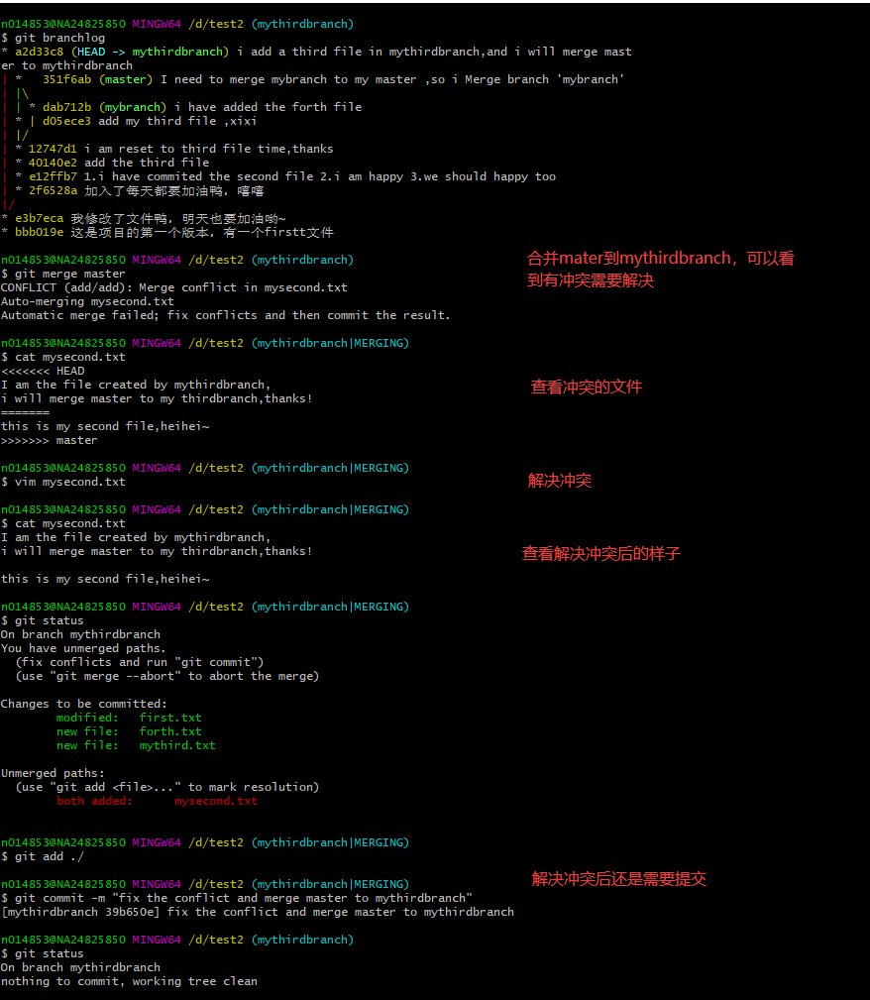 n014853@NA24825850 MINGW64 /d/test2 (mythirdbranch)
$ git branchlog
* a2d33c8 (HEAD -> mythirdbranch) i add a third file in mythirdbranch,and i will merge mast
er to mythirdbranch
| *   351f6ab (master) I need to merge mybranch to my master ,so i Merge branch 'mybranch'
| |\
| | * dab712b (mybranch) i have added the forth file
| * | d05ece3 add my third file ,xixi
| |/
| * 12747d1 i am reset to third file time,thanks
| * 40140e2 add the third file
| * e12ffb7 1.i have commited the second file 2.i am happy 3.we should happy too
| * 2f6528a 加入了每天都要加油鸭, 嘻嘻
|/
* e3b7eca 我修改了文件鸭, 明天也要加油哟~
* bbb019e 这是项目的第一个版本, 有一个firstt文件
n014853@NA24825850 MINGW64 /d/test2 (mythirdbranch)
$ git merge master
CONFLICT (add/add): Merge conflict in mysecond.txt
Auto-merging mysecond.txt
Automatic merge failed; fix conflicts and then commit the result.
合并mater到mythirdbranch，可以看
到有冲突需要解决
n014853@NA24825850 MINGW64 /d/test2 (mythirdbranch|MERGING)
$ cat mysecond.txt
<<<<<<< HEAD
I am the file created by mythirdbranch,
i will merge master to my thirdbranch,thanks!
=======
this is my second file,heihei~
>>>>>>> master
查看冲突的文件
n014853@NA24825850 MINGW64 /d/test2 (mythirdbranch|MERGING)
$ vim mysecond.txt
解决冲突
n014853@NA24825850 MINGW64 /d/test2 (mythirdbranch|MERGING)
$ cat mysecond.txt
I am the file created by mythirdbranch,
i will merge master to my thirdbranch,thanks!
this is my second file,heihei~
查看解决冲突后的样子
n014853@NA24825850 MINGW64 /d/test2 (mythirdbranch|MERGING)
$ git status
On branch mythirdbranch
You have unmerged paths.
  (fix conflicts and run "git commit")
  (use "git merge --abort" to abort the merge)
Changes to be committed:
        modified:   first.txt
        new file:   forth.txt
        new file:   mythird.txt
Unmerged paths:
  (use "git add <file>..." to mark resolution)
        both added:      mysecond.txt
n014853@NA24825850 MINGW64 /d/test2 (mythirdbranch|MERGING)
$ git add ./
n014853@NA24825850 MINGW64 /d/test2 (mythirdbranch|MERGING)
$ git commit -m "fix the conflict and merge master to mythirdbranch"
[mythirdbranch 39b650e] fix the conflict and merge master to mythirdbranch
解决冲突后还是需要提交
n014853@NA24825850 MINGW64 /d/test2 (mythirdbranch)
$ git status
On branch mythirdbranch
nothing to commit, working tree clean